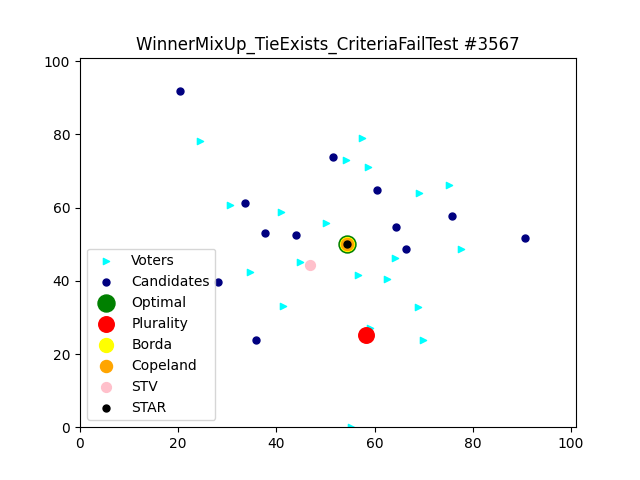 WinnerMixUp_TieExists_CriteriaFailTest #3567
100
80
60
40
20
0
Voters
Candidates
Optimal
Plurality
Borda
Copeland
STV
STAR
0 20 40 60 80 100